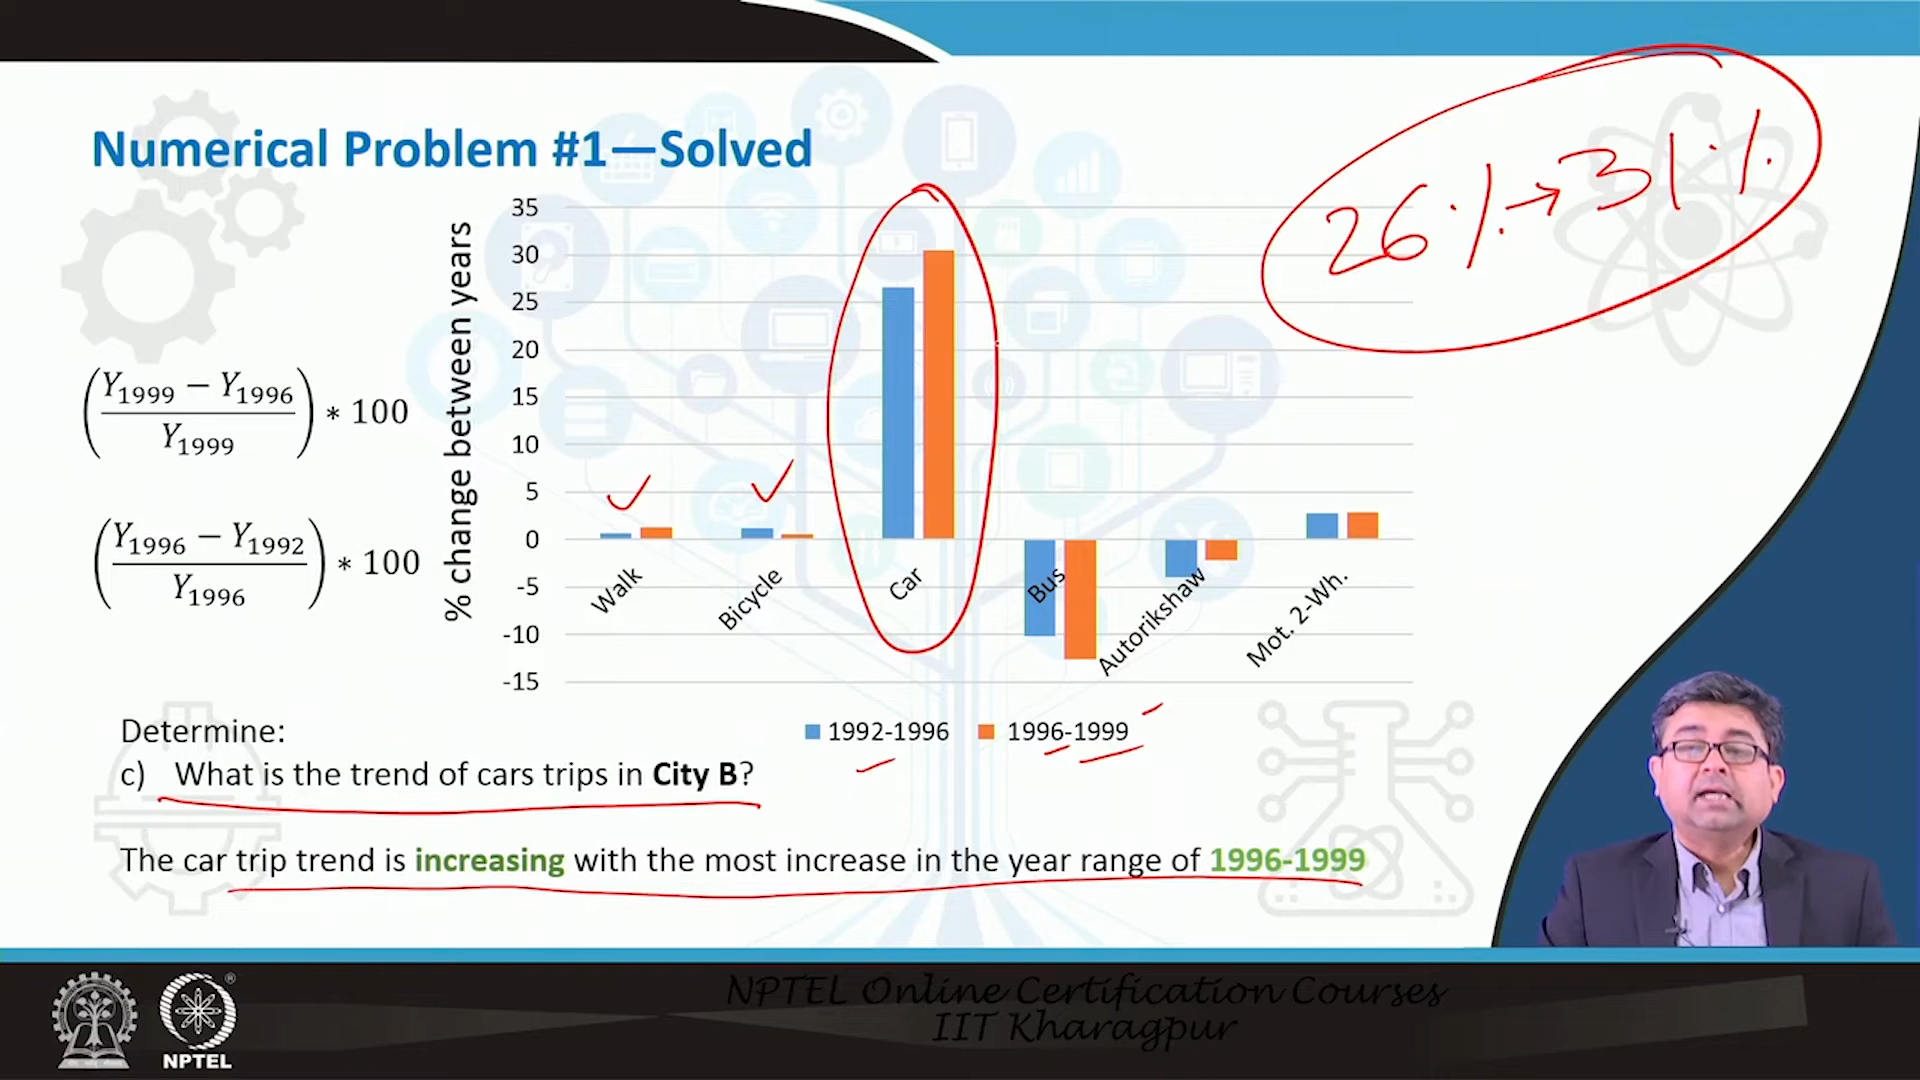 Numerical Problem #1—Solved
26% → 31%
(Y1999 − Y1996 / Y1999) ∗ 100
(Y1996 − Y1992 / Y1996) ∗ 100
% change between years
35
30
25
20
15
10
5
0
-5
-10
-15
Walk
Bicycle
Car
Bus
Autorikshaw
Mot. 2-Wh.
1992-1996
1996-1999
Determine:
c) What is the trend of cars trips in City B?
The car trip trend is increasing with the most increase in the year range of 1996-1999
NPTEL
®
NPTEL Online Certification Courses
IIT Kharagpur